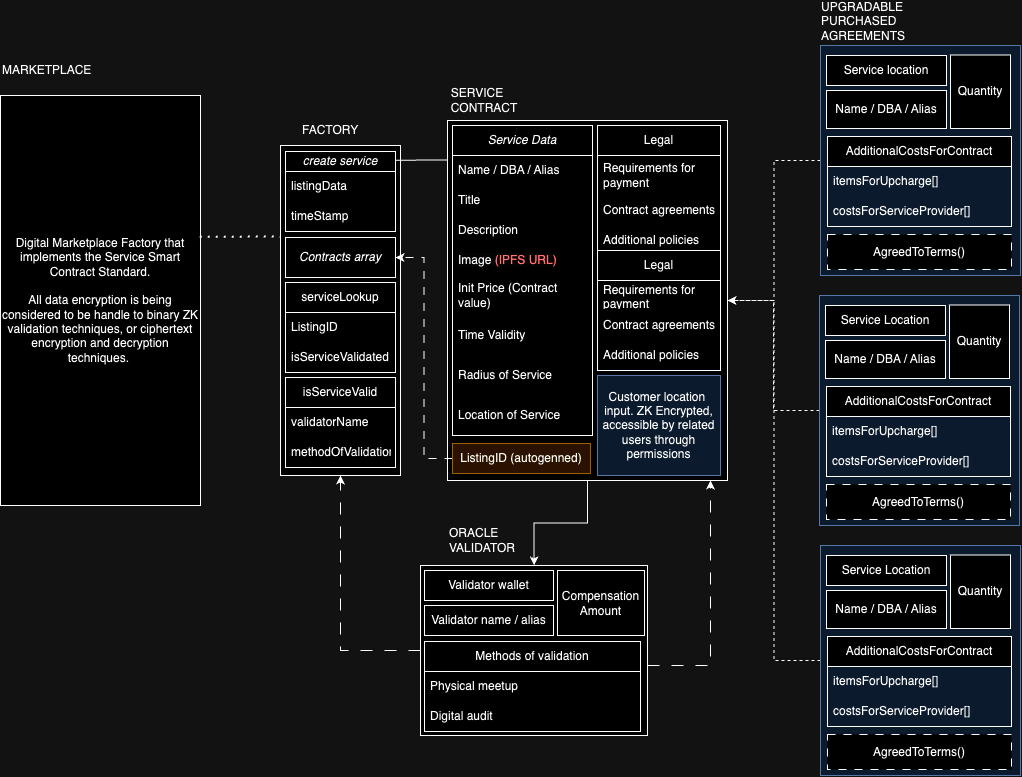 MARKETPLACE
Digital Marketplace Factory that
implements the Service Smart
Contract Standard.
All data encryption is being
considered to be handle to binary ZK
validation techniques, or ciphertext
encryption and decryption
techniques.
FACTORY
create service
listingData
timeStamp
Contracts array
serviceLookup
ListingID
isServiceValidated
isServiceValid
validatorName
methodOfValidation
SERVICE
CONTRACT
Service Data
Name / DBA / Alias
Title
Description
Image (IPFS URL)
Init Price (Contract
value)
Time Validity
Radius of Service
Location of Service
ListingID (autogenned)
Legal
Requirements for
payment
Contract agreements
Additional policies
Legal
Requirements for
payment
Contract agreements
Additional policies
Customer location
input. ZK Encrypted,
accessible by related
users through
permissions
ORACLE
VALIDATOR
Validator wallet
Validator name / alias
Compensation
Amount
Methods of validation
Physical meetup
Digital audit
UPGRADABLE
PURCHASED
AGREEMENTS
Service location
Name / DBA / Alias
Quantity
AdditionalCostsForContract
itemsForUpcharge[]
costsForServiceProvider[]
AgreedToTerms()
Service Location
Name / DBA / Alias
Quantity
AdditionalCostsForContract
itemsForUpcharge[]
costsForServiceProvider[]
AgreedToTerms()
Service Location
Name / DBA / Alias
Quantity
AdditionalCostsForContract
itemsForUpcharge[]
costsForServiceProvider[]
AgreedToTerms()